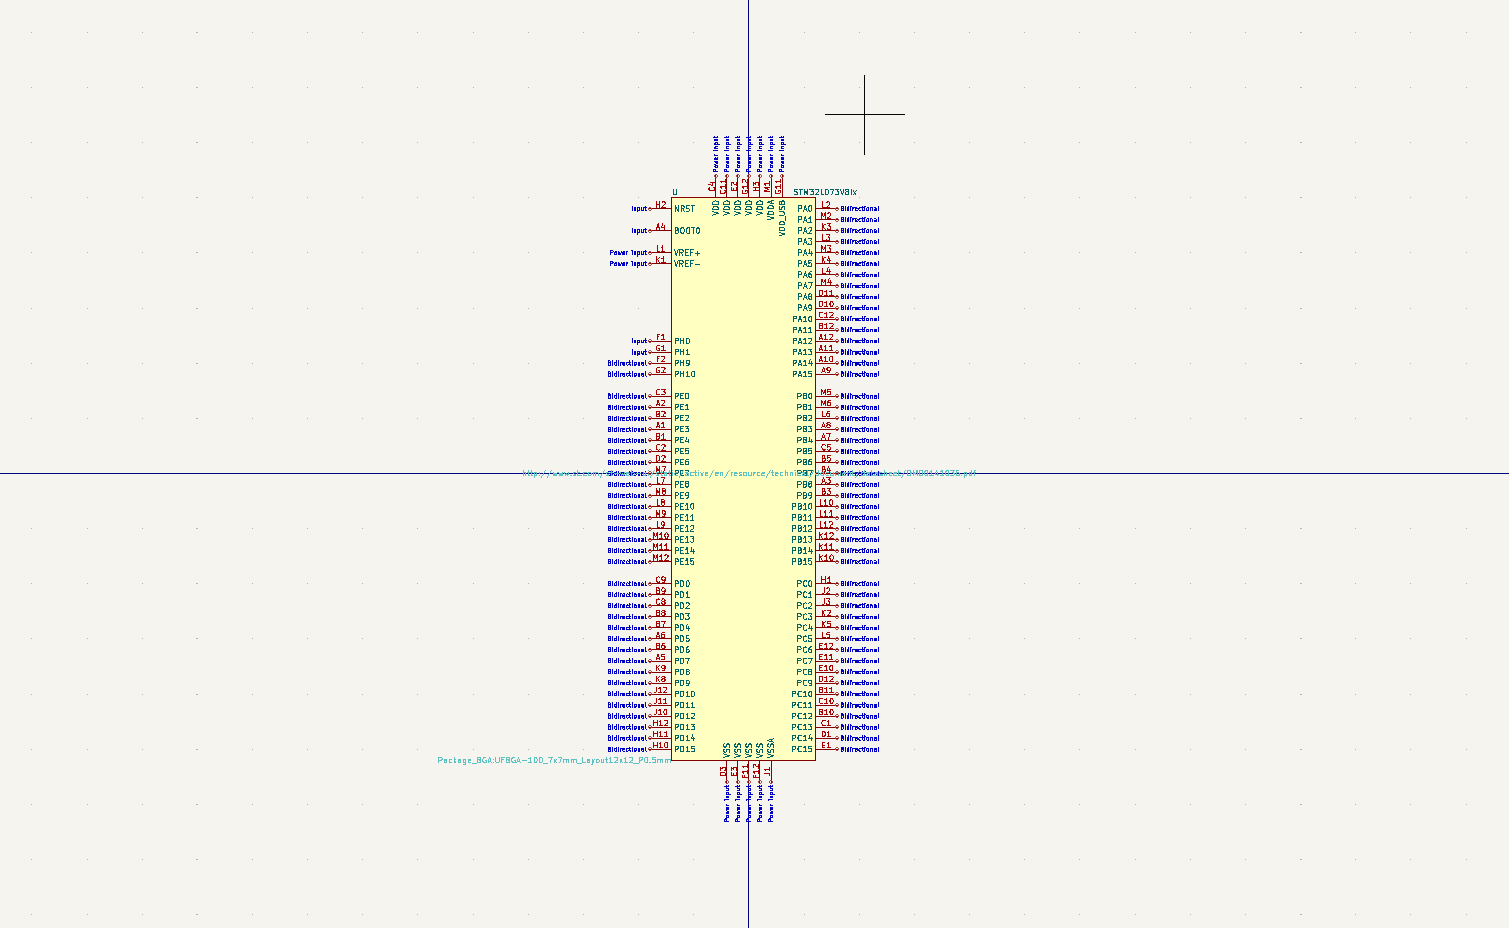 Power Input Power Input Power Input Power Input Power Input Power Input Power Input
C4 G11 E2 G12 H3 M1 G11
U STM32L073V8Ix
VDD VDD VDD VDD VDD VDDA VDD_USB
Input H2 NRST PA0 L2 Bidirectional
PA1 M2 Bidirectional
Input A4 BOOT0 PA2 K3 Bidirectional
PA3 L3 Bidirectional
Power Input L1 VREF+ PA4 M3 Bidirectional
Power Input K1 VREF- PA5 K4 Bidirectional
PA6 L4 Bidirectional
PA7 M4 Bidirectional
PA8 D11 Bidirectional
PA9 D10 Bidirectional
PA10 C12 Bidirectional
PA11 B12 Bidirectional
Input F1 PH0 PA12 A12 Bidirectional
Input G1 PH1 PA13 A11 Bidirectional
Bidirectional F2 PH9 PA14 A10 Bidirectional
Bidirectional G2 PH10 PA15 A9 Bidirectional
Bidirectional C3 PE0 PB0 M5 Bidirectional
Bidirectional A2 PE1 PB1 M6 Bidirectional
Bidirectional B2 PE2 PB2 L6 Bidirectional
Bidirectional A1 PE3 PB3 A8 Bidirectional
Bidirectional B1 PE4 PB4 A7 Bidirectional
Bidirectional C2 PE5 PB5 C5 Bidirectional
Bidirectional D2 PE6 PB6 B5 Bidirectional
Bidirectional M7 PE7 PB7 B4 Bidirectional
Bidirectional L7 PE8 PB8 A3 Bidirectional
Bidirectional M8 PE9 PB9 B3 Bidirectional
Bidirectional L8 PE10 PB10 L10 Bidirectional
Bidirectional M9 PE11 PB11 L11 Bidirectional
Bidirectional L9 PE12 PB12 L12 Bidirectional
Bidirectional M10 PE13 PB13 K12 Bidirectional
Bidirectional M11 PE14 PB14 K11 Bidirectional
Bidirectional M12 PE15 PB15 K10 Bidirectional
Bidirectional C9 PD0 PC0 H1 Bidirectional
Bidirectional B9 PD1 PC1 J2 Bidirectional
Bidirectional C8 PD2 PC2 J3 Bidirectional
Bidirectional B8 PD3 PC3 K2 Bidirectional
Bidirectional B7 PD4 PC4 K5 Bidirectional
Bidirectional A6 PD5 PC5 L5 Bidirectional
Bidirectional B6 PD6 PC6 E12 Bidirectional
Bidirectional A5 PD7 PC7 E11 Bidirectional
Bidirectional K9 PD8 PC8 E10 Bidirectional
Bidirectional K8 PD9 PC9 D12 Bidirectional
Bidirectional J12 PD10 PC10 B11 Bidirectional
Bidirectional J11 PD11 PC11 C10 Bidirectional
Bidirectional J10 PD12 PC12 B10 Bidirectional
Bidirectional H12 PD13 PC13 C1 Bidirectional
Bidirectional H11 PD14 PC14 D1 Bidirectional
Bidirectional H10 PD15 PC15 E1 Bidirectional
VSS VSS VSS VSS VSSA
Package_BGA:UFBGA-100_7x7mm_Layout12x12_P0.5mm
D3 E3 F11 F12 J1
Power Input Power Input Power Input Power Input Power Input